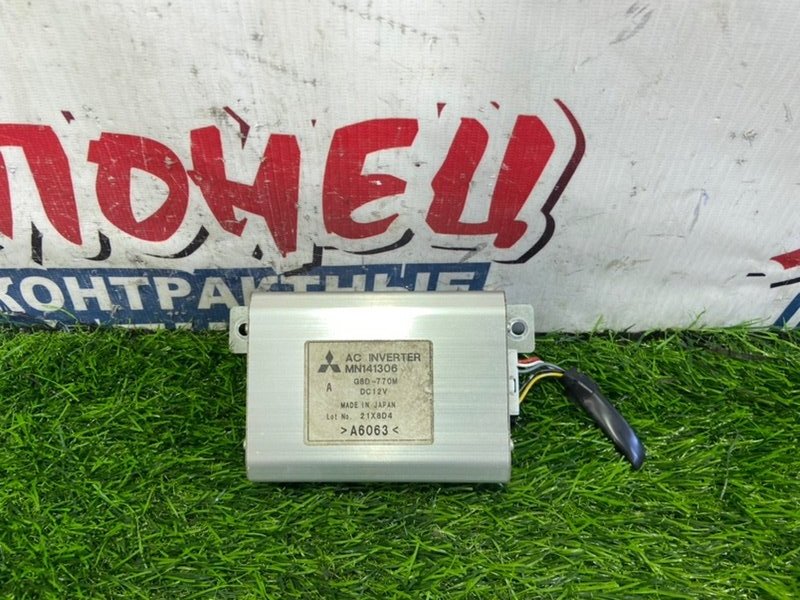 ПОНЕЦ
КОНТРАКТНЫЕ
AC INVERTER
MN141306
A G8D-770M
DC12V
MADE IN JAPAN
Lot No. 21X8D4
>A6063<